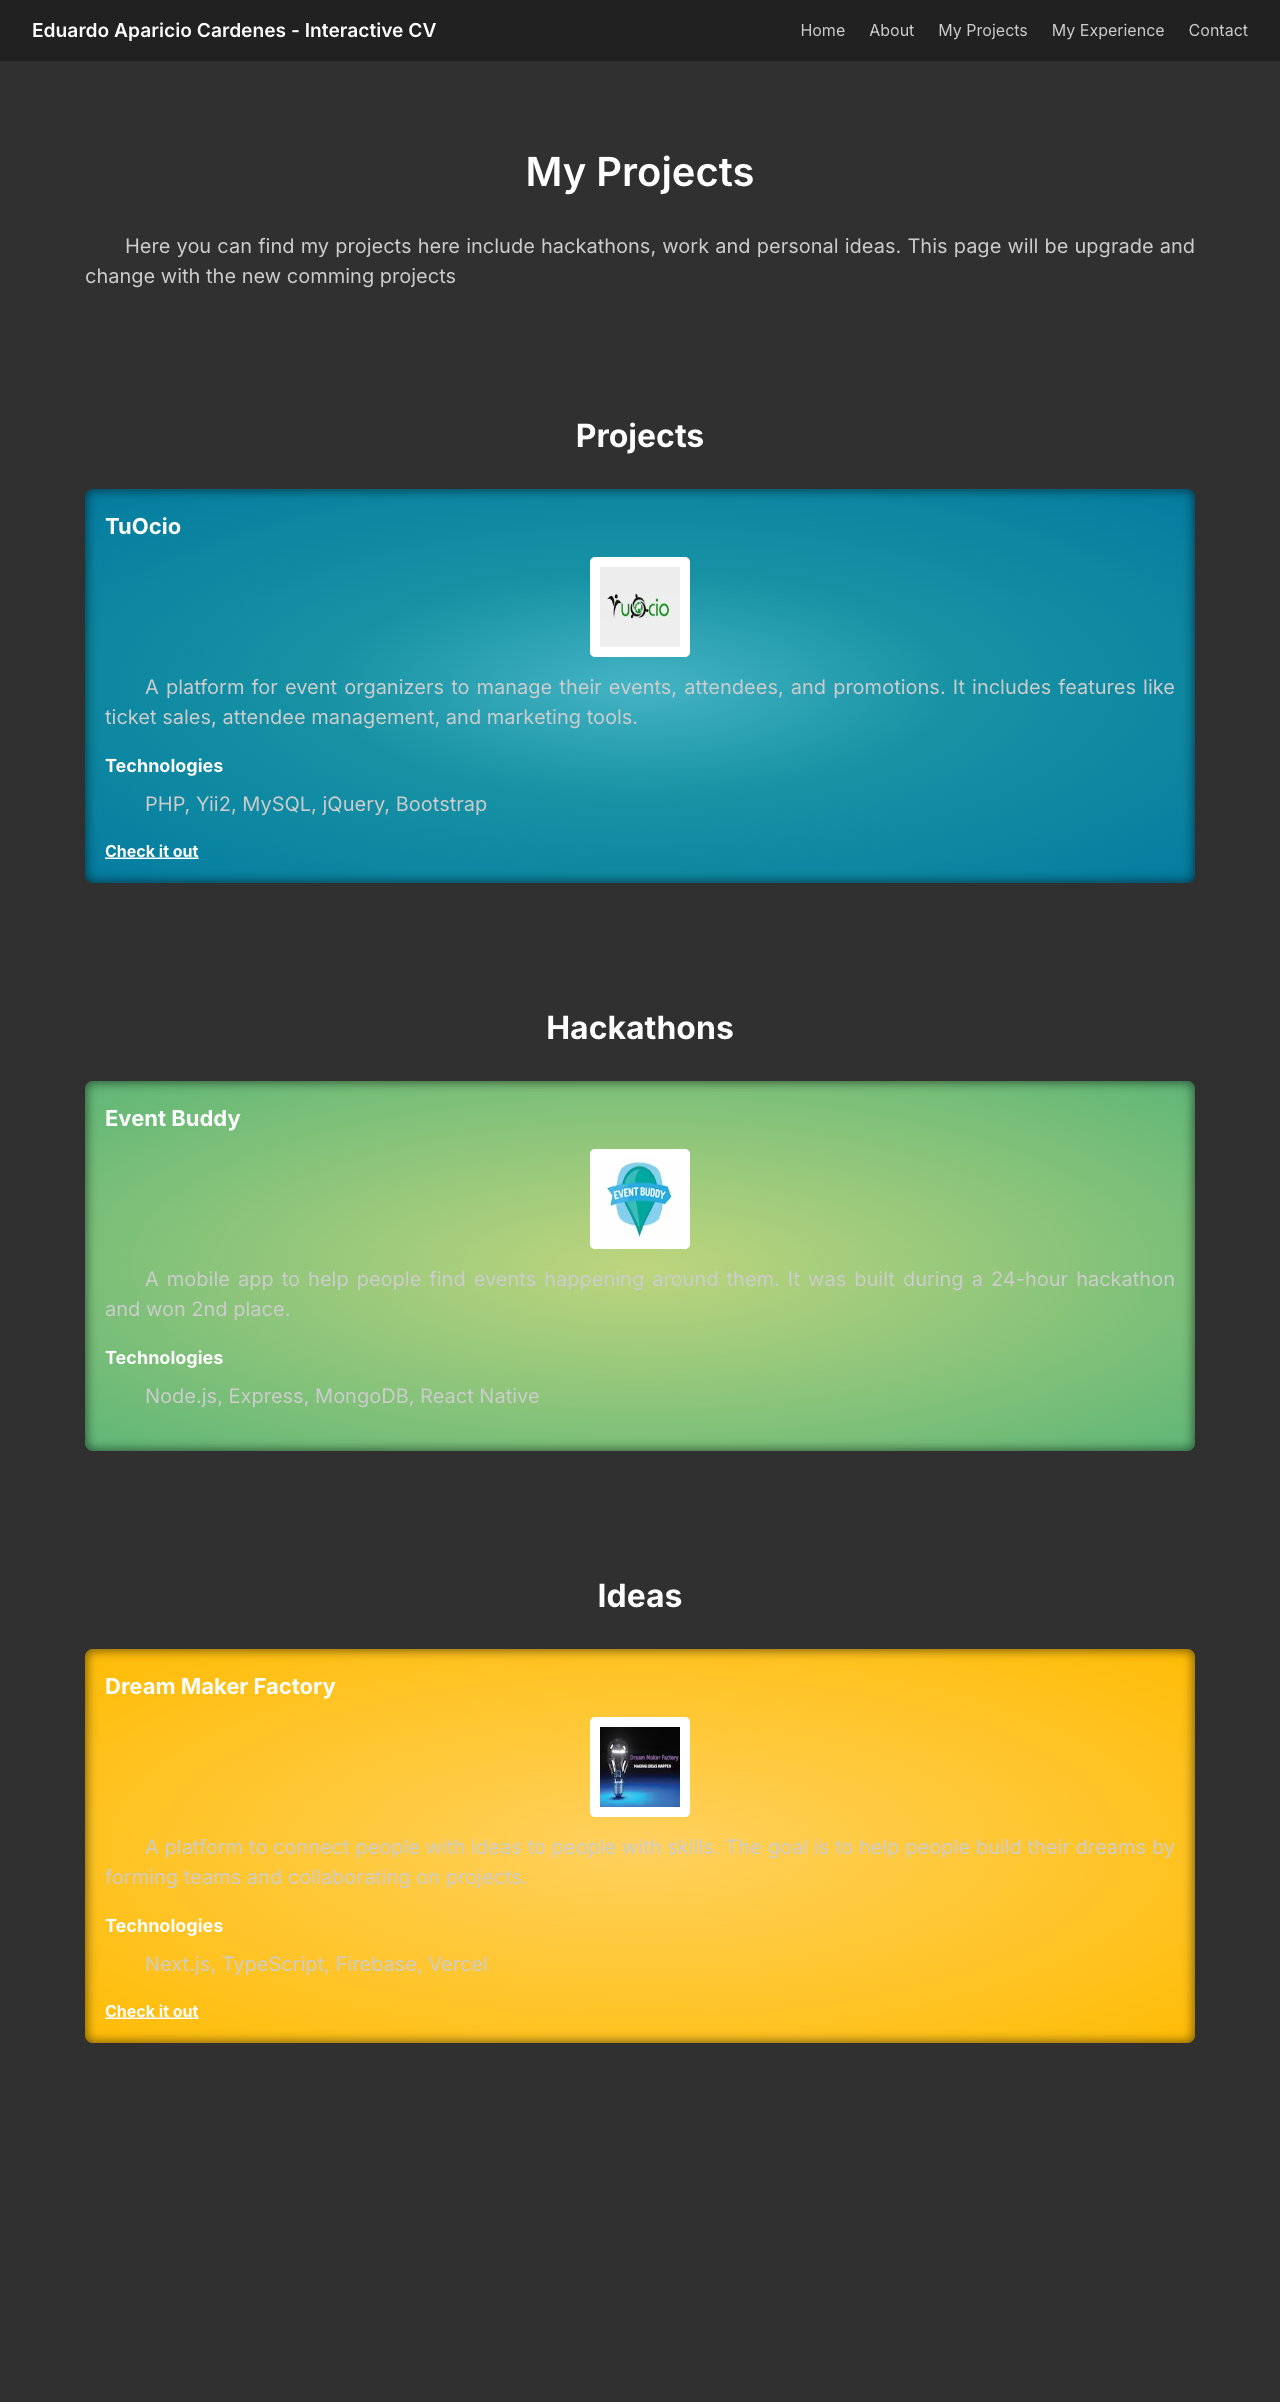 Eduardo Aparicio Cardenes - Interactive CV
Home About My Projects My Experience Contact
My Projects
Here you can find my projects here include hackathons, work and personal ideas. This page will be upgrade and
change with the new comming projects
Projects
TuOcio
TuOcio
A platform for event organizers to manage their events, attendees, and promotions. It includes features like
ticket sales, attendee management, and marketing tools.
Technologies
PHP, Yii2, MySQL, jQuery, Bootstrap
Check it out
Hackathons
Event Buddy
EVENT BUDDY
A mobile app to help people find events happening around them. It was built during a 24-hour hackathon
and won 2nd place.
Technologies
Node.js, Express, MongoDB, React Native
Ideas
Dream Maker Factory
Dream Maker Factory
MAKING IDEAS HAPPEN
A platform to connect people with ideas to people with skills. The goal is to help people build their dreams by
forming teams and collaborating on projects.
Technologies
Next.js, TypeScript, Firebase, Vercel
Check it out